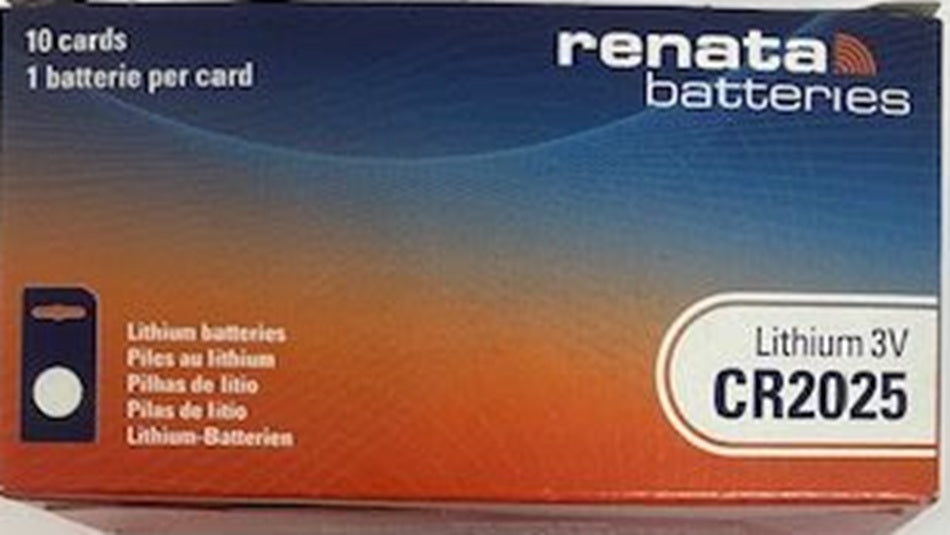 10 cards
1 batterie per card
renata
batteries
Lithium batteries
Piles au lithium
Pilhas de lítio
Pilas de litio
Lithium-Batterien
Lithium 3V
CR2025